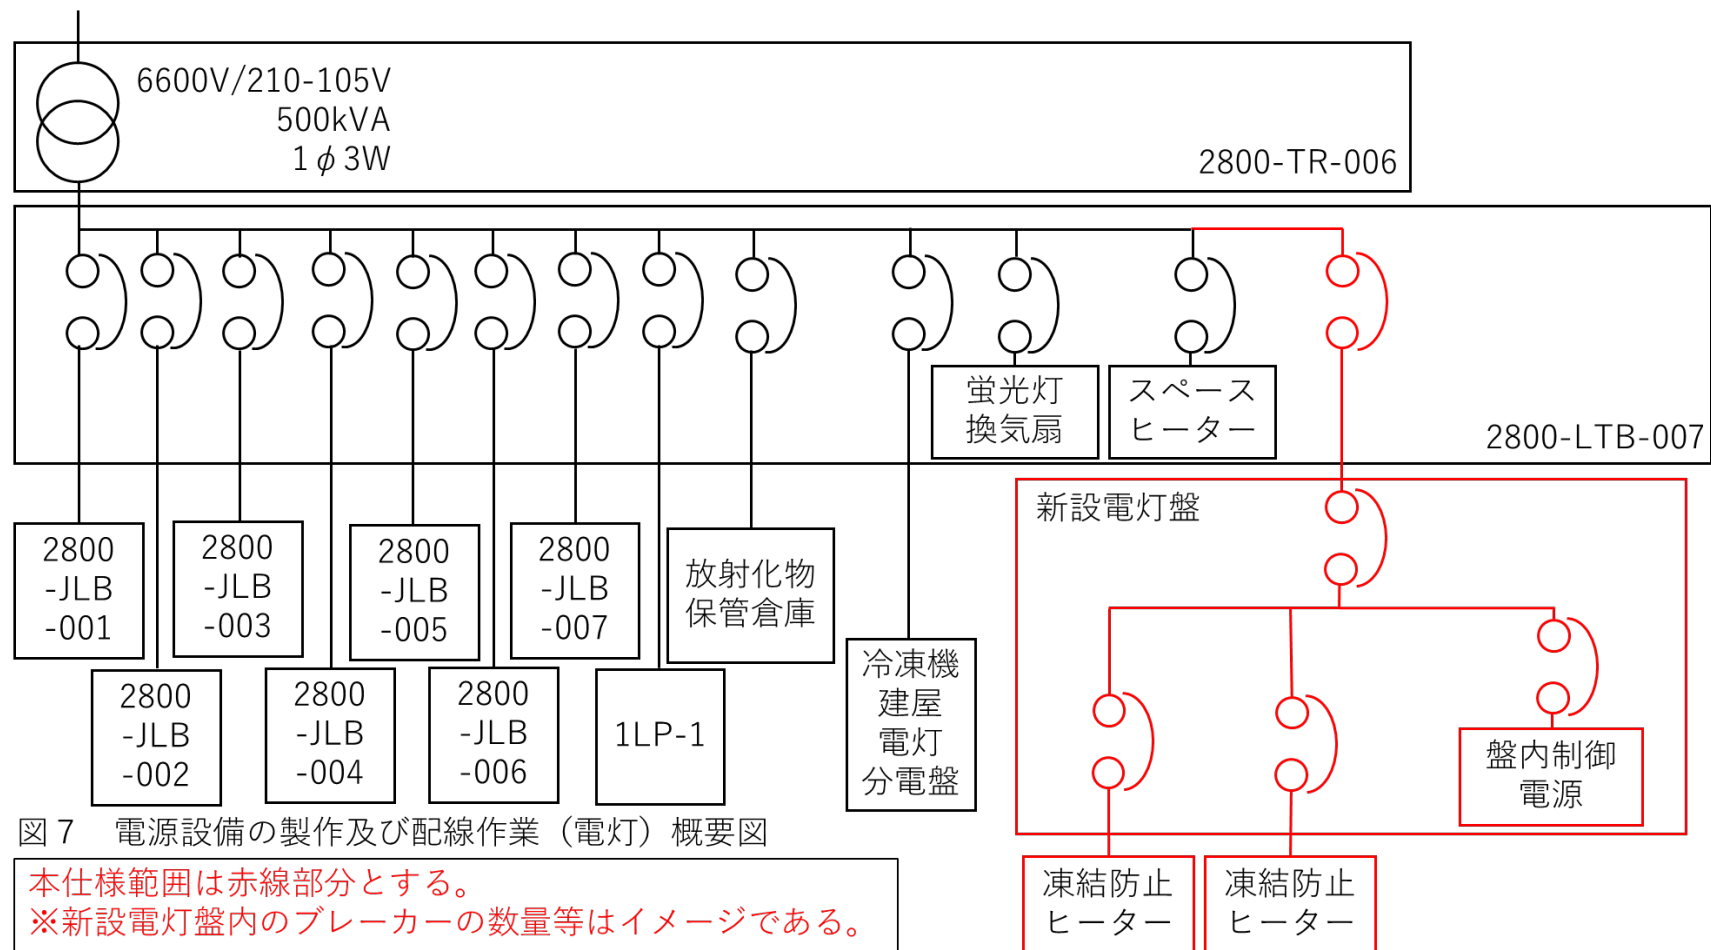 6600V/210-105V
500kVA
1φ3W
2800-TR-006
蛍光灯
換気扇
スペース
ヒーター
2800-LTB-007
新設電灯盤
2800
-JLB
-001
2800
-JLB
-002
2800
-JLB
-003
2800
-JLB
-004
2800
-JLB
-005
2800
-JLB
-006
2800
-JLB
-007
1LP-1
放射化物
保管倉庫
冷凍機
建屋
電灯
分電盤
盤内制御
電源
凍結防止
ヒーター
凍結防止
ヒーター
図7 電源設備の製作及び配線作業（電灯）概要図
本仕様範囲は赤線部分とする。
※新設電灯盤内のブレーカーの数量等はイメージである。